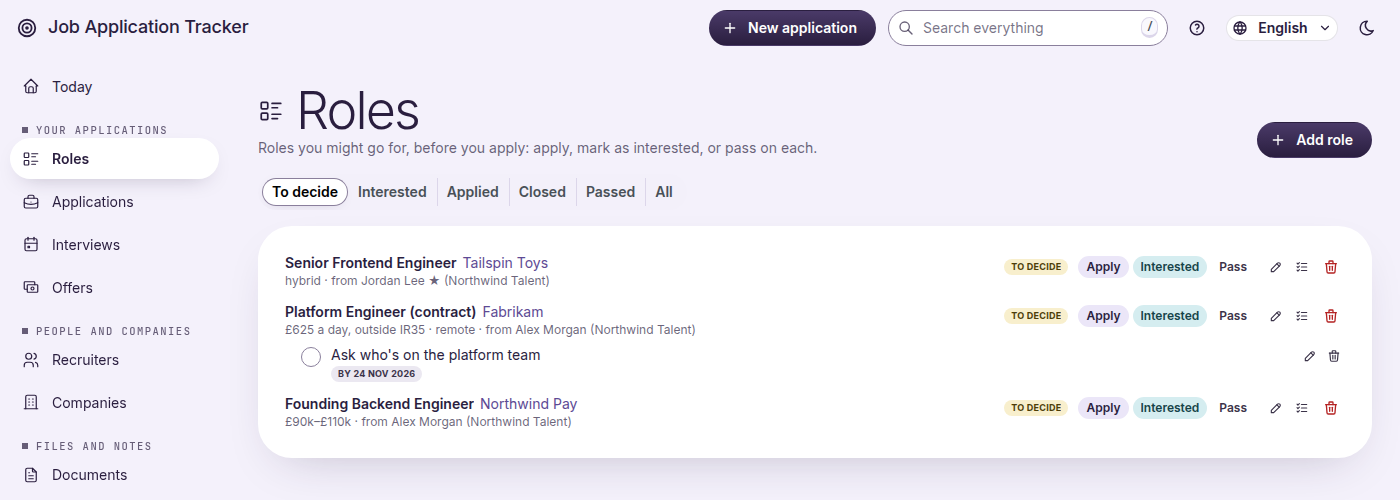 Job Application Tracker
New application
Search everything
/
English
Today
YOUR APPLICATIONS
Roles
Applications
Interviews
Offers
PEOPLE AND COMPANIES
Recruiters
Companies
FILES AND NOTES
Documents
Roles
Roles you might go for, before you apply: apply, mark as interested, or pass on each.
Add role
To decide Interested Applied Closed Passed All
Senior Frontend Engineer Tailspin Toys
hybrid · from Jordan Lee ★ (Northwind Talent)
TO DECIDE Apply Interested Pass
Platform Engineer (contract) Fabrikam
£625 a day, outside IR35 · remote · from Alex Morgan (Northwind Talent)
TO DECIDE Apply Interested Pass
Ask who's on the platform team
BY 24 NOV 2026
Founding Backend Engineer Northwind Pay
£90k–£110k · from Alex Morgan (Northwind Talent)
TO DECIDE Apply Interested Pass